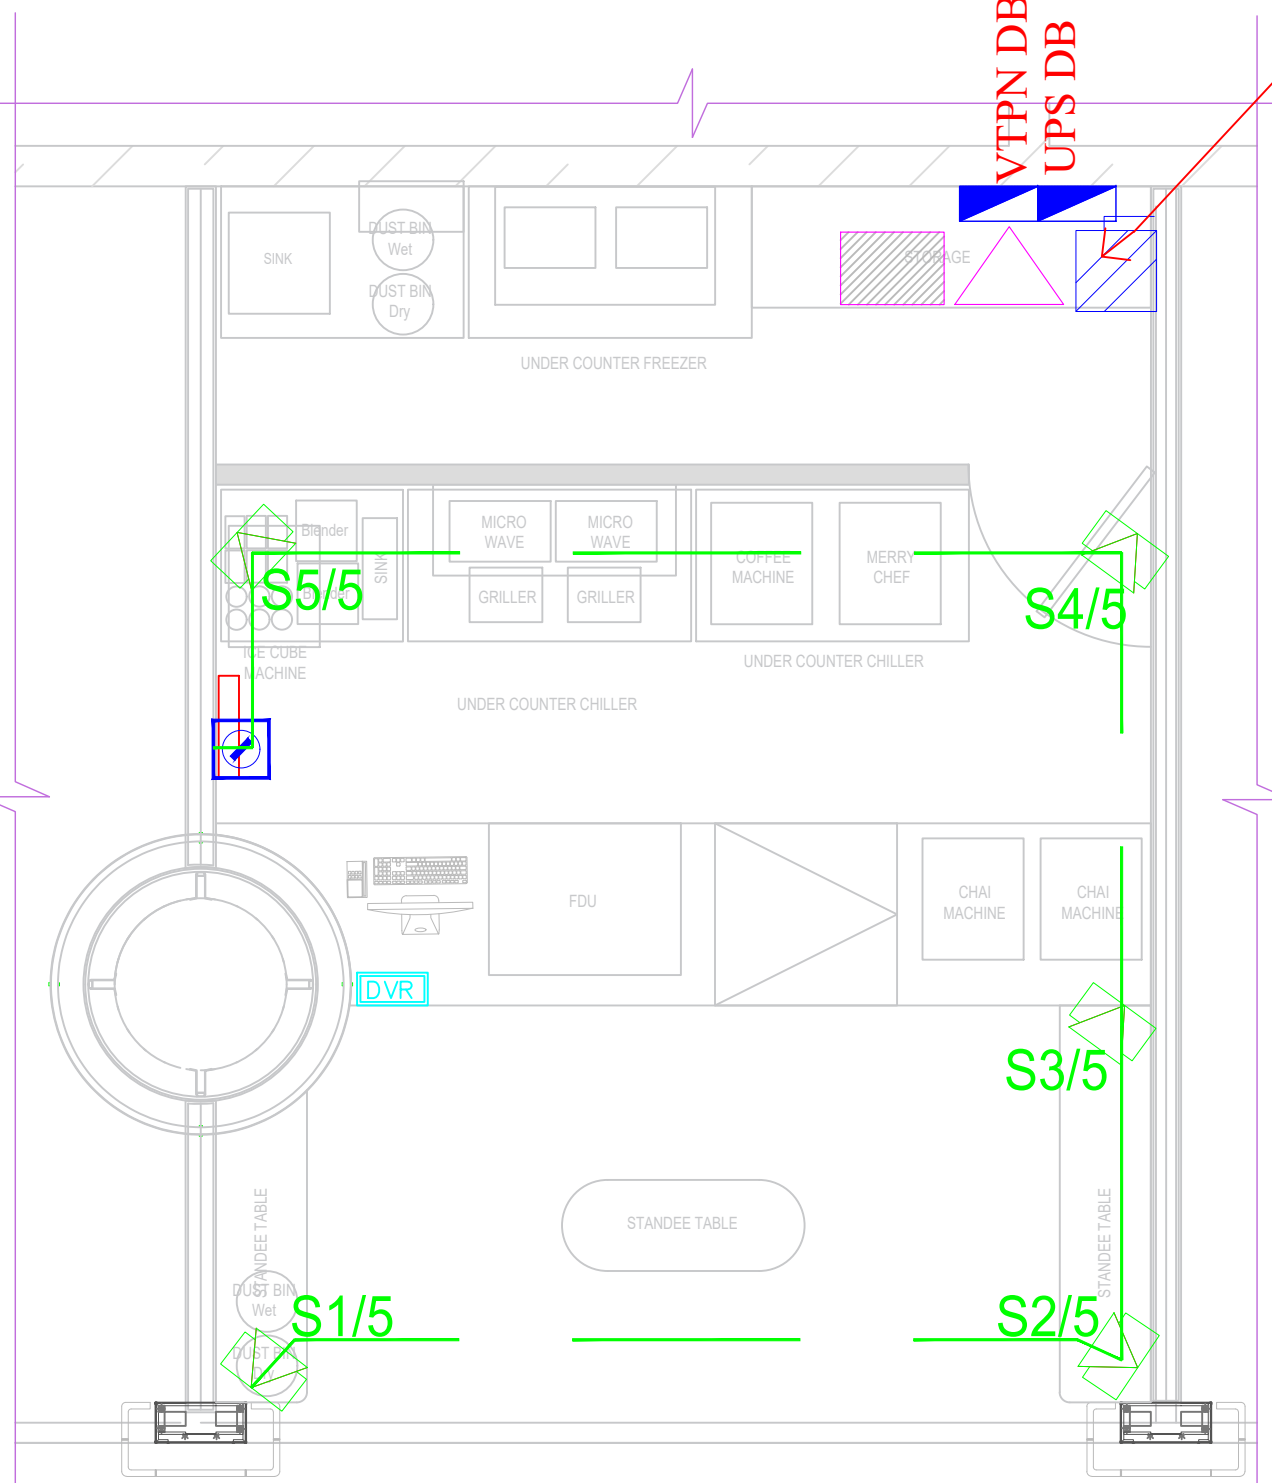 VTPN DB
UPS DB
SINK
DUST BIN
Wet
DUST BIN
Dry
STORAGE
UNDER COUNTER FREEZER
Blender
Blender
SINK
MICRO
WAVE
MICRO
WAVE
GRILLER
GRILLER
COFFEE
MACHINE
MERRY
CHEF
S5/5
S4/5
ICE CUBE
MACHINE
UNDER COUNTER CHILLER
UNDER COUNTER CHILLER
FDU
CHAI
MACHINE
CHAI
MACHINE
DVR
S3/5
STANDEE TABLE
STANDEE TABLE
STANDEE TABLE
DUST BIN
Wet
S1/5
S2/5
DUST BIN
Dry